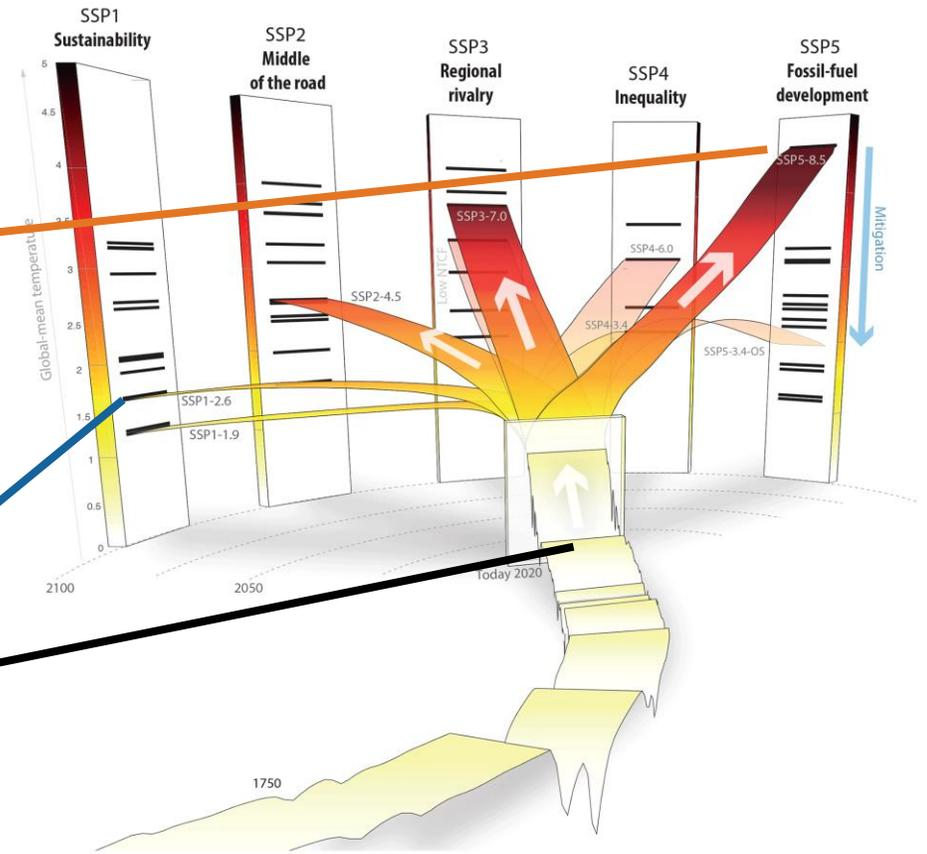 SSP1
Sustainability
SSP2
Middle
of the road
SSP3
Regional
rivalry
SSP4
Inequality
SSP5
Fossil-fuel
development
5
4.5
4
3.5
3
2.5
2
1.5
1
0.5
0
Global-mean temperature
SSP5-8.5
SSP3-7.0
Low NTCF
SSP4-6.0
SSP2-4.5
SSP4-3.4
SSP5-3.4-OS
SSP1-2.6
SSP1-1.9
Mitigation
2100
2050
Today 2020
1750